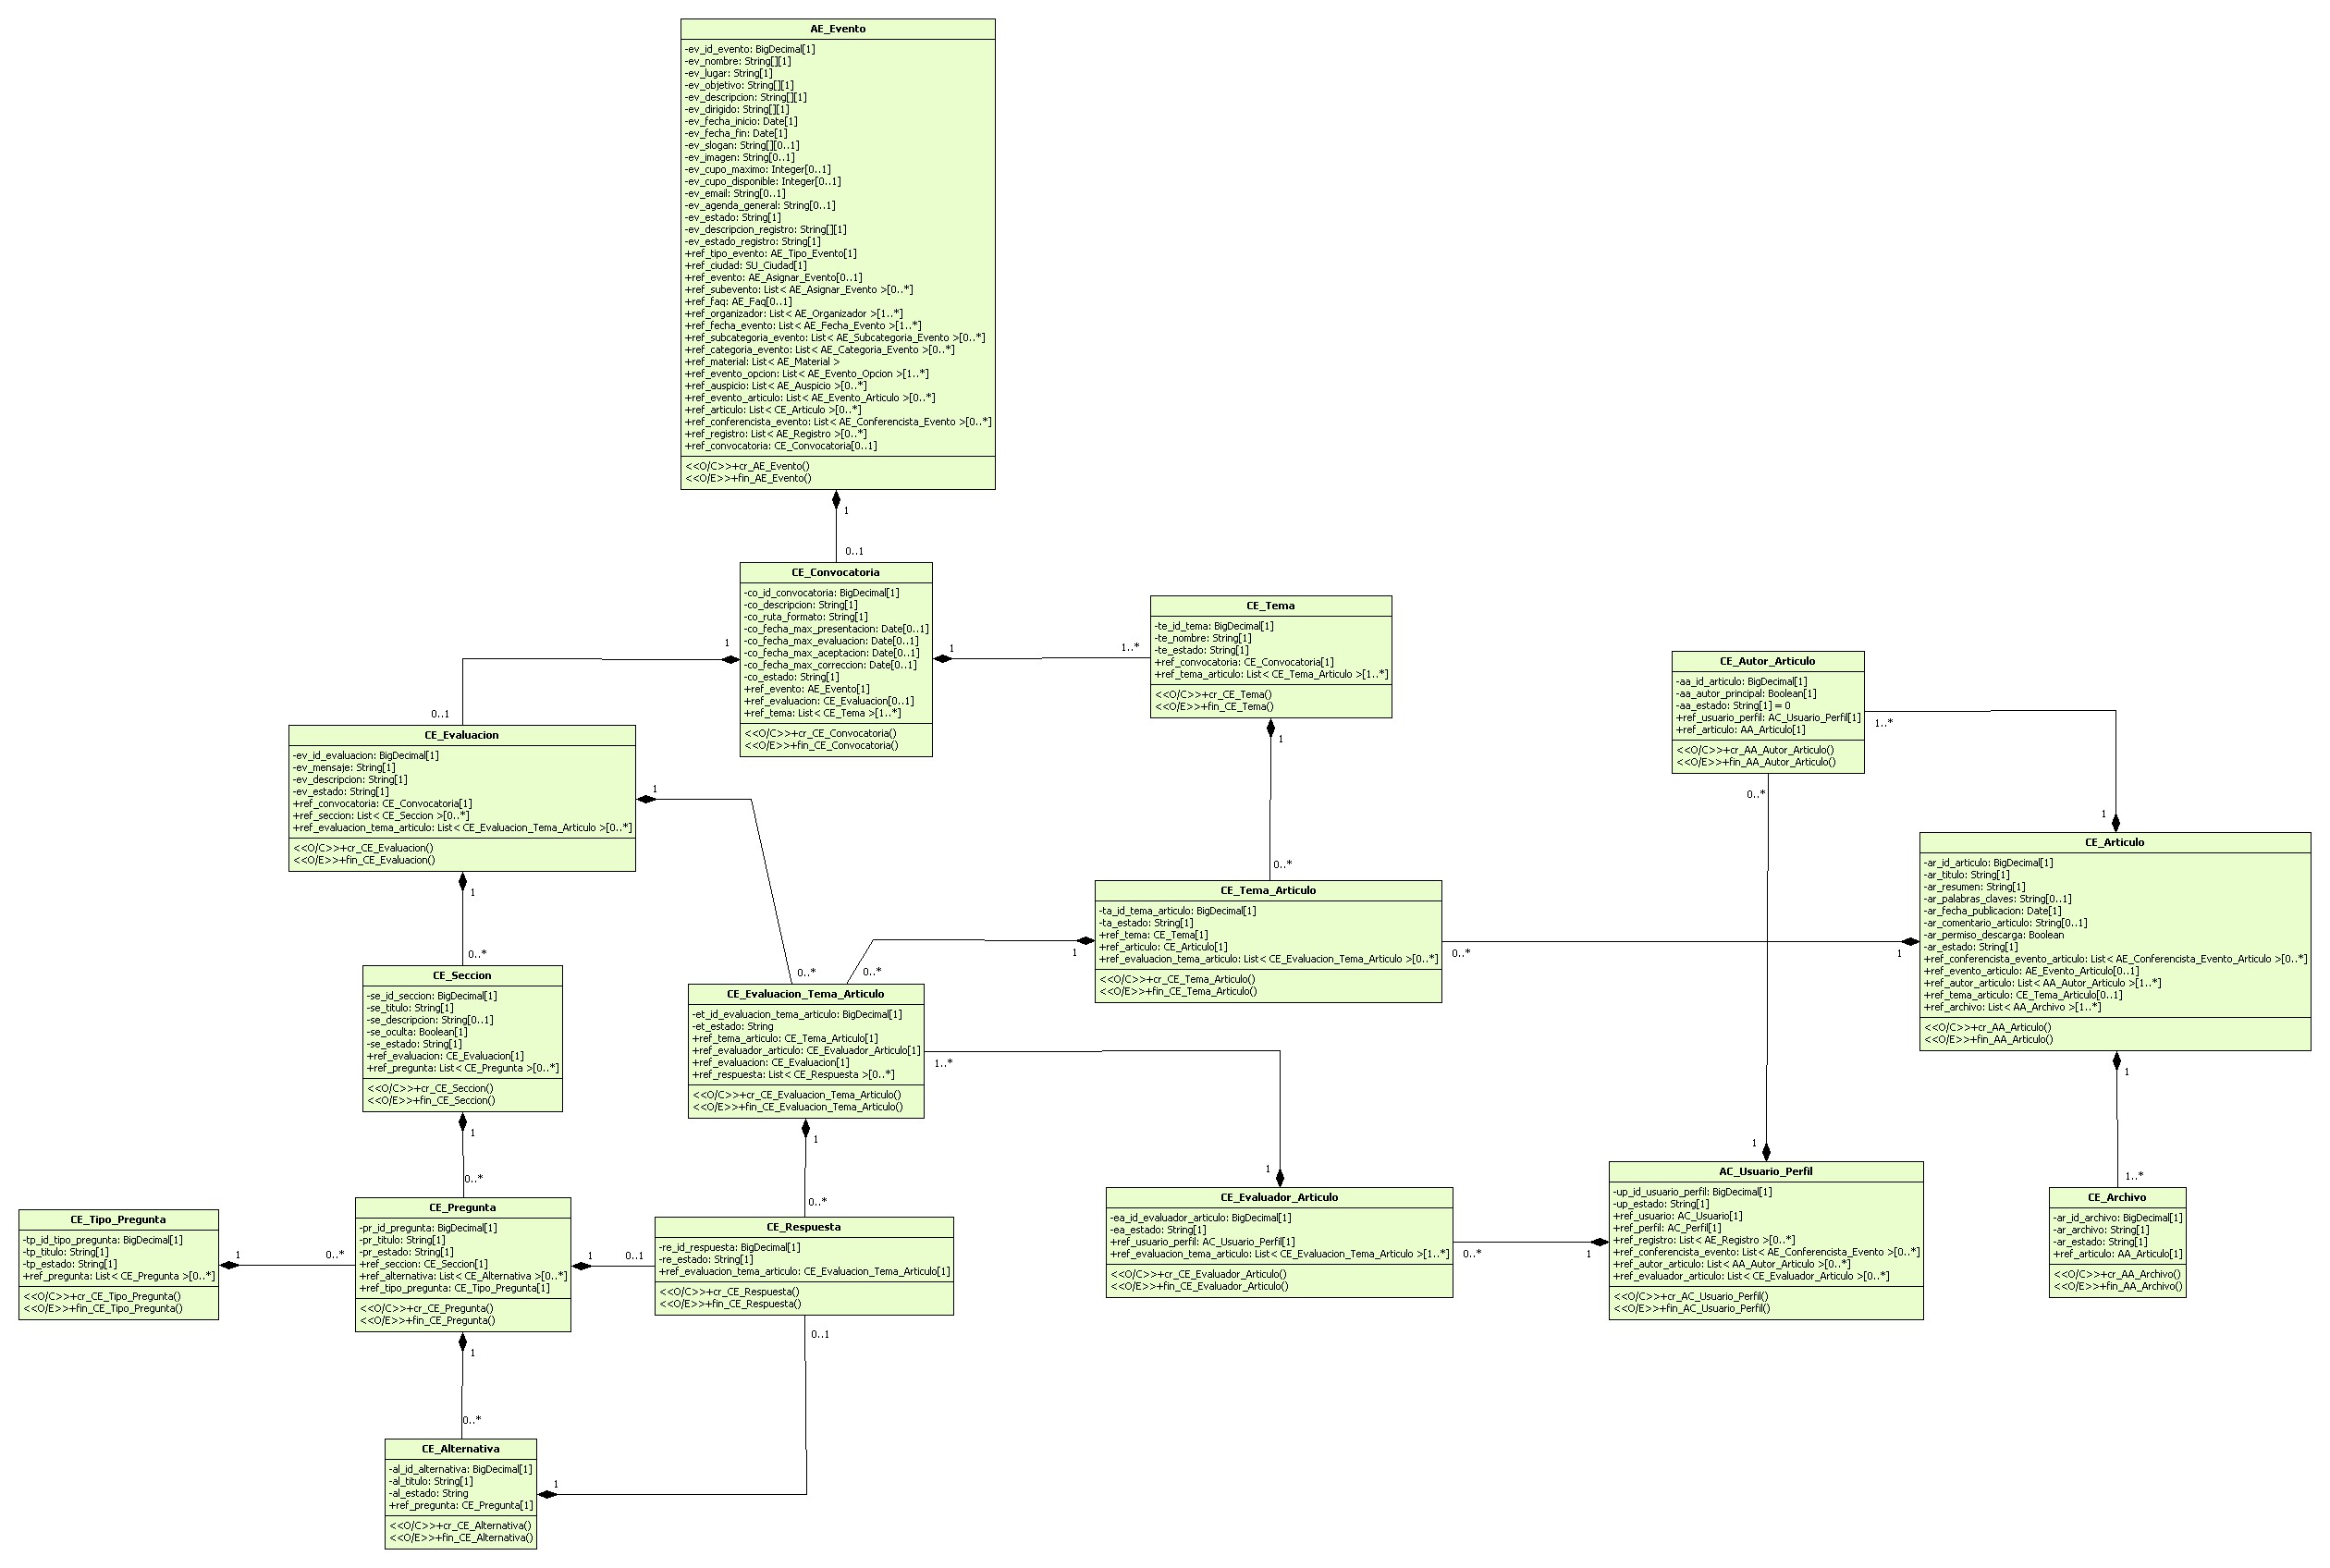 AE_Evento
-ev_id_evento: BigDecimal[1]
-ev_nombre: String[][1]
-ev_lugar: String[1]
-ev_objetivo: String[][1]
-ev_descripcion: String[][1]
-ev_dirigido: String[][1]
-ev_fecha_inicio: Date[1]
-ev_fecha_fin: Date[1]
-ev_slogan: String[][0..1]
-ev_imagen: String[0..1]
-ev_cupo_maximo: Integer[0..1]
-ev_cupo_disponible: Integer[0..1]
-ev_email: String[0..1]
-ev_agenda_general: String[0..1]
-ev_estado: String[1]
-ev_descripcion_registro: String[][1]
-ev_estado_registro: String[1]
+ref_tipo_evento: AE_Tipo_Evento[1]
+ref_ciudad: SU_Ciudad[1]
+ref_evento: AE_Asignar_Evento[0..1]
+ref_subevento: List< AE_Asignar_Evento >[0..*]
+ref_faq: AE_Faq[0..1]
+ref_organizador: List< AE_Organizador >[1..*]
+ref_fecha_evento: List< AE_Fecha_Evento >[1..*]
+ref_subcategoria_evento: List< AE_Subcategoria_Evento >[0..*]
+ref_categoria_evento: List< AE_Categoria_Evento >[0..*]
+ref_material: List< AE_Material >
+ref_evento_opcion: List< AE_Evento_Opcion >[1..*]
+ref_auspicio: List< AE_Auspicio >[0..*]
+ref_evento_articulo: List< AE_Evento_Articulo >[0..*]
+ref_articulo: List< CE_Articulo >[0..*]
+ref_conferencista_evento: List< AE_Conferencista_Evento >[0..*]
+ref_registro: List< AE_Registro >[0..*]
+ref_convocatoria: CE_Convocatoria[0..1]
<<O/C>>+cr_AE_Evento()
<<O/E>>+fin_AE_Evento()
1
0..1
CE_Convocatoria
-co_id_convocatoria: BigDecimal[1]
-co_descripcion: String[1]
-co_ruta_formato: String[1]
-co_fecha_max_presentacion: Date[0..1]
-co_fecha_max_evaluacion: Date[0..1]
-co_fecha_max_aceptacion: Date[0..1]
-co_fecha_max_correccion: Date[0..1]
-co_estado: String[1]
+ref_evento: AE_Evento[1]
+ref_evaluacion: CE_Evaluacion[0..1]
+ref_tema: List< CE_Tema >[1..*]
<<O/C>>+cr_CE_Convocatoria()
<<O/E>>+fin_CE_Convocatoria()
1
1
1..*
0..1
CE_Tema
-te_id_tema: BigDecimal[1]
-te_nombre: String[1]
-te_estado: String[1]
+ref_convocatoria: CE_Convocatoria[1]
+ref_tema_articulo: List< CE_Tema_Articulo >[1..*]
<<O/C>>+cr_CE_Tema()
<<O/E>>+fin_CE_Tema()
1
0..*
CE_Autor_Articulo
-aa_id_articulo: BigDecimal[1]
-aa_autor_principal: Boolean[1]
-aa_estado: String[1] = 0
+ref_usuario_perfil: AC_Usuario_Perfil[1]
+ref_articulo: AA_Articulo[1]
<<O/C>>+cr_AA_Autor_Articulo()
<<O/E>>+fin_AA_Autor_Articulo()
1..*
0..*
1
CE_Evaluacion
-ev_id_evaluacion: BigDecimal[1]
-ev_mensaje: String[1]
-ev_descripcion: String[1]
-ev_estado: String[1]
+ref_convocatoria: CE_Convocatoria[1]
+ref_seccion: List< CE_Seccion >[0..*]
+ref_evaluacion_tema_articulo: List< CE_Evaluacion_Tema_Articulo >[0..*]
<<O/C>>+cr_CE_Evaluacion()
<<O/E>>+fin_CE_Evaluacion()
1
1
0..*
0..*
0..*
CE_Articulo
-ar_id_articulo: BigDecimal[1]
-ar_titulo: String[1]
-ar_resumen: String[1]
-ar_palabras_claves: String[0..1]
-ar_fecha_publicacion: Date[1]
-ar_comentario_articulo: String[0..1]
-ar_permiso_descarga: Boolean
-ar_estado: String[1]
+ref_conferencista_evento_articulo: List< AE_Conferencista_Evento_Articulo >[0..*]
+ref_evento_articulo: AE_Evento_Articulo[0..1]
+ref_autor_articulo: List< AA_Autor_Articulo >[1..*]
+ref_tema_articulo: CE_Tema_Articulo[0..1]
+ref_archivo: List< AA_Archivo >[1..*]
<<O/C>>+cr_AA_Articulo()
<<O/E>>+fin_AA_Articulo()
1
1..*
CE_Tema_Articulo
-ta_id_tema_articulo: BigDecimal[1]
-ta_estado: String[1]
+ref_tema: CE_Tema[1]
+ref_articulo: CE_Articulo[1]
+ref_evaluacion_tema_articulo: List< CE_Evaluacion_Tema_Articulo >[0..*]
<<O/C>>+cr_CE_Tema_Articulo()
<<O/E>>+fin_CE_Tema_Articulo()
1
0..*
1
CE_Seccion
-se_id_seccion: BigDecimal[1]
-se_titulo: String[1]
-se_descripcion: String[0..1]
-se_oculta: Boolean[1]
-se_estado: String[1]
+ref_evaluacion: CE_Evaluacion[1]
+ref_pregunta: List< CE_Pregunta >[0..*]
<<O/C>>+cr_CE_Seccion()
<<O/E>>+fin_CE_Seccion()
1
0..*
CE_Evaluacion_Tema_Articulo
-et_id_evaluacion_tema_articulo: BigDecimal[1]
-et_estado: String
+ref_tema_articulo: CE_Tema_Articulo[1]
+ref_evaluador_articulo: CE_Evaluador_Articulo[1]
+ref_evaluacion: CE_Evaluacion[1]
+ref_respuesta: List< CE_Respuesta >[0..*]
<<O/C>>+cr_CE_Evaluacion_Tema_Articulo()
<<O/E>>+fin_CE_Evaluacion_Tema_Articulo()
1..*
1
0..*
1
CE_Tipo_Pregunta
-tp_id_tipo_pregunta: BigDecimal[1]
-tp_titulo: String[1]
-tp_estado: String[1]
+ref_pregunta: List< CE_Pregunta >[0..*]
<<O/C>>+cr_CE_Tipo_Pregunta()
<<O/E>>+fin_CE_Tipo_Pregunta()
1
0..*
CE_Pregunta
-pr_id_pregunta: BigDecimal[1]
-pr_titulo: String[1]
-pr_estado: String[1]
+ref_seccion: CE_Seccion[1]
+ref_alternativa: List< CE_Alternativa >[0..*]
+ref_tipo_pregunta: CE_Tipo_Pregunta[1]
<<O/C>>+cr_CE_Pregunta()
<<O/E>>+fin_CE_Pregunta()
1
0..1
1
0..*
CE_Respuesta
-re_id_respuesta: BigDecimal[1]
-re_estado: String[1]
+ref_evaluacion_tema_articulo: CE_Evaluacion_Tema_Articulo[1]
<<O/C>>+cr_CE_Respuesta()
<<O/E>>+fin_CE_Respuesta()
0..1
CE_Evaluador_Articulo
-ea_id_evaluador_articulo: BigDecimal[1]
-ea_estado: String[1]
+ref_usuario_perfil: AC_Usuario_Perfil[1]
+ref_evaluacion_tema_articulo: List< CE_Evaluacion_Tema_Articulo >[1..*]
<<O/C>>+cr_CE_Evaluador_Articulo()
<<O/E>>+fin_CE_Evaluador_Articulo()
0..*
1
1
AC_Usuario_Perfil
-up_id_usuario_perfil: BigDecimal[1]
-up_estado: String[1]
+ref_usuario: AC_Usuario[1]
+ref_perfil: AC_Perfil[1]
+ref_registro: List< AE_Registro >[0..*]
+ref_conferencista_evento: List< AE_Conferencista_Evento >[0..*]
+ref_autor_articulo: List< AA_Autor_Articulo >[0..*]
+ref_evaluador_articulo: List< CE_Evaluador_Articulo >[0..*]
<<O/C>>+cr_AC_Usuario_Perfil()
<<O/E>>+fin_AC_Usuario_Perfil()
CE_Archivo
-ar_id_archivo: BigDecimal[1]
-ar_archivo: String[1]
-ar_estado: String[1]
+ref_articulo: AA_Articulo[1]
<<O/C>>+cr_AA_Archivo()
<<O/E>>+fin_AA_Archivo()
CE_Alternativa
-al_id_alternativa: BigDecimal[1]
-al_titulo: String[1]
-al_estado: String
+ref_pregunta: CE_Pregunta[1]
<<O/C>>+cr_CE_Alternativa()
<<O/E>>+fin_CE_Alternativa()
1